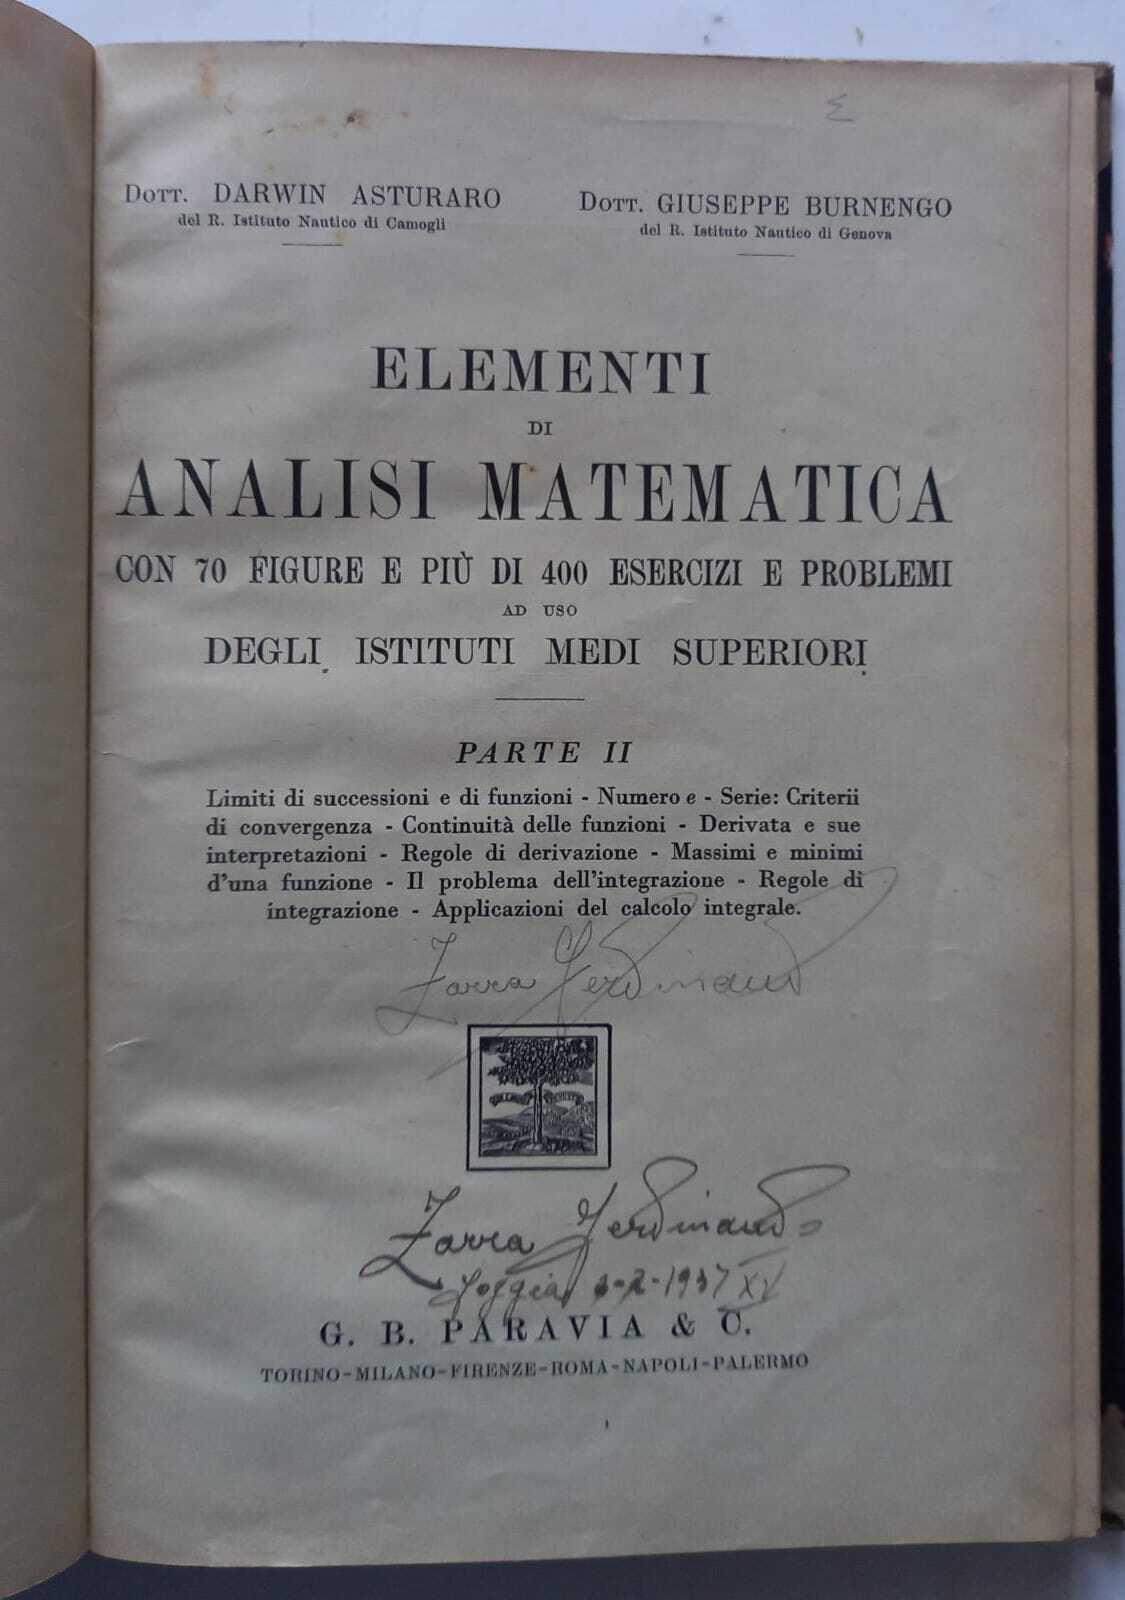 Dott. DARWIN ASTURARO
del R. Istituto Nautico di Camogli
Dott. GIUSEPPE BURNENGO
del R. Istituto Nautico di Genova
ELEMENTI
DI
ANALISI MATEMATICA
CON 70 FIGURE E PIÙ DI 400 ESERCIZI E PROBLEMI
AD USO
DEGLI ISTITUTI MEDI SUPERIORI
PARTE II
Limiti di successioni e di funzioni - Numero e - Serie: Criterii
di convergenza - Continuità delle funzioni - Derivata e sue
interpretazioni - Regole di derivazione - Massimi e minimi
d'una funzione - Il problema dell'integrazione - Regole di
integrazione - Applicazioni del calcolo integrale.
Zarra Ferdinand
Zarra Ferdinando
Foggia 1937 XV
G. B. PARAVIA & C.
TORINO-MILANO-FIRENZE-ROMA-NAPOLI-PALERMO